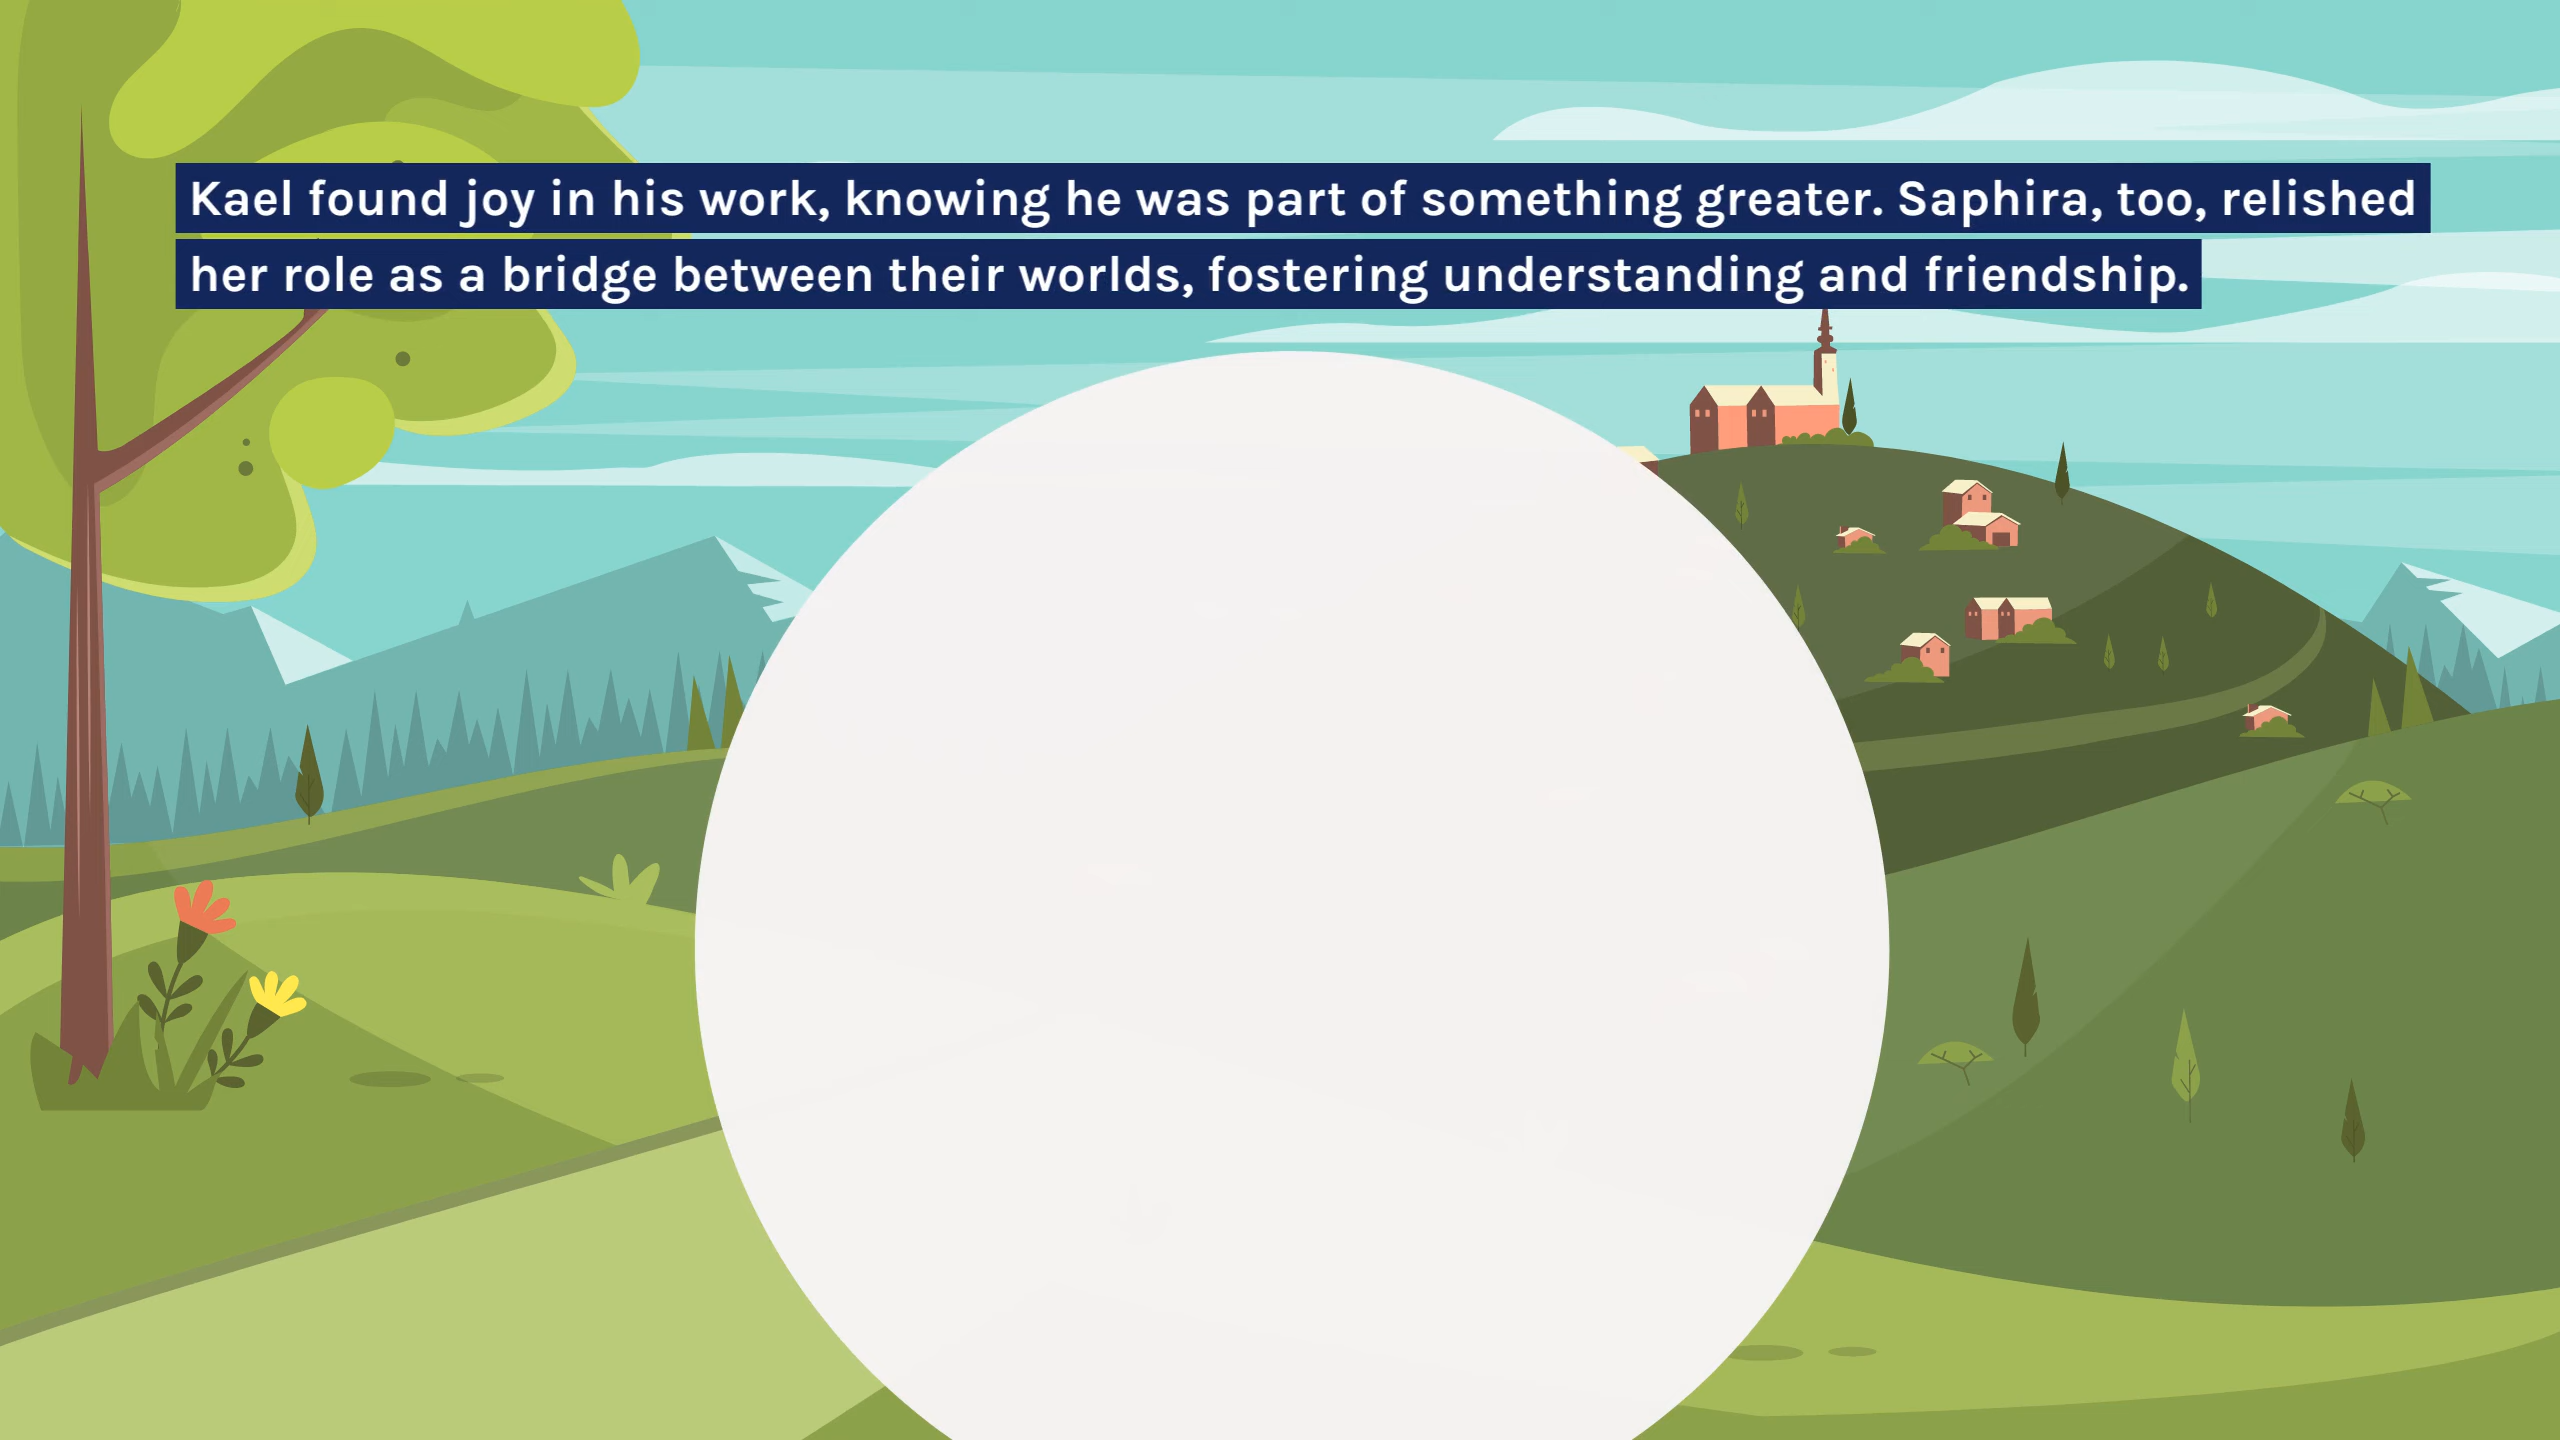 Kael found joy in his work, knowing he was part of something greater. Saphira, too, relished
her role as a bridge between their worlds, fostering understanding and friendship.